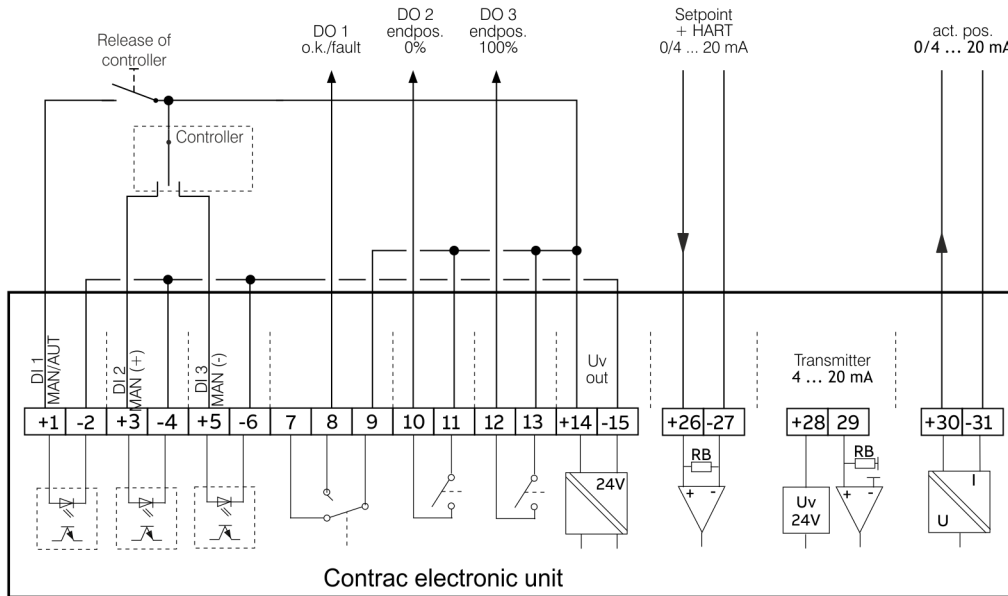 Release of
controller
DO 1
o.k./fault
DO 2
endpos.
0%
DO 3
endpos.
100%
Setpoint
+ HART
0/4 ... 20 mA
act. pos.
0/4 ... 20 mA
Controller
DI 1
MAN/AUT
DI 2
MAN (+)
DI 3
MAN (-)
Uv
out
Transmitter
4 ... 20 mA
+1 -2 +3 -4 +5 -6 7 8 9 10 11 12 13 +14 -15 +26 -27 +28 29 +30 -31
24V
RB
+ -
Uv
24V
RB
+ -
I
U
Contrac electronic unit